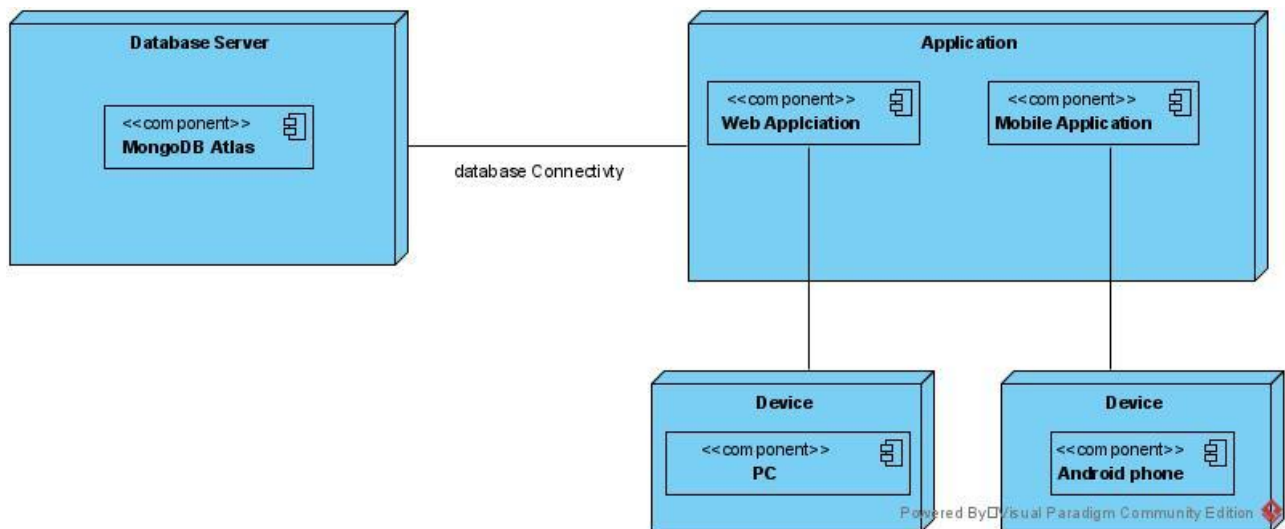 Database Server
<<component>>
MongoDB Atlas
database Connectivty
Application
<<component>>
Web Applciation
<<component>>
Mobile Application
Device
<<component>>
PC
Device
<<component>>
Android phone
Powered By Visual Paradigm Community Edition